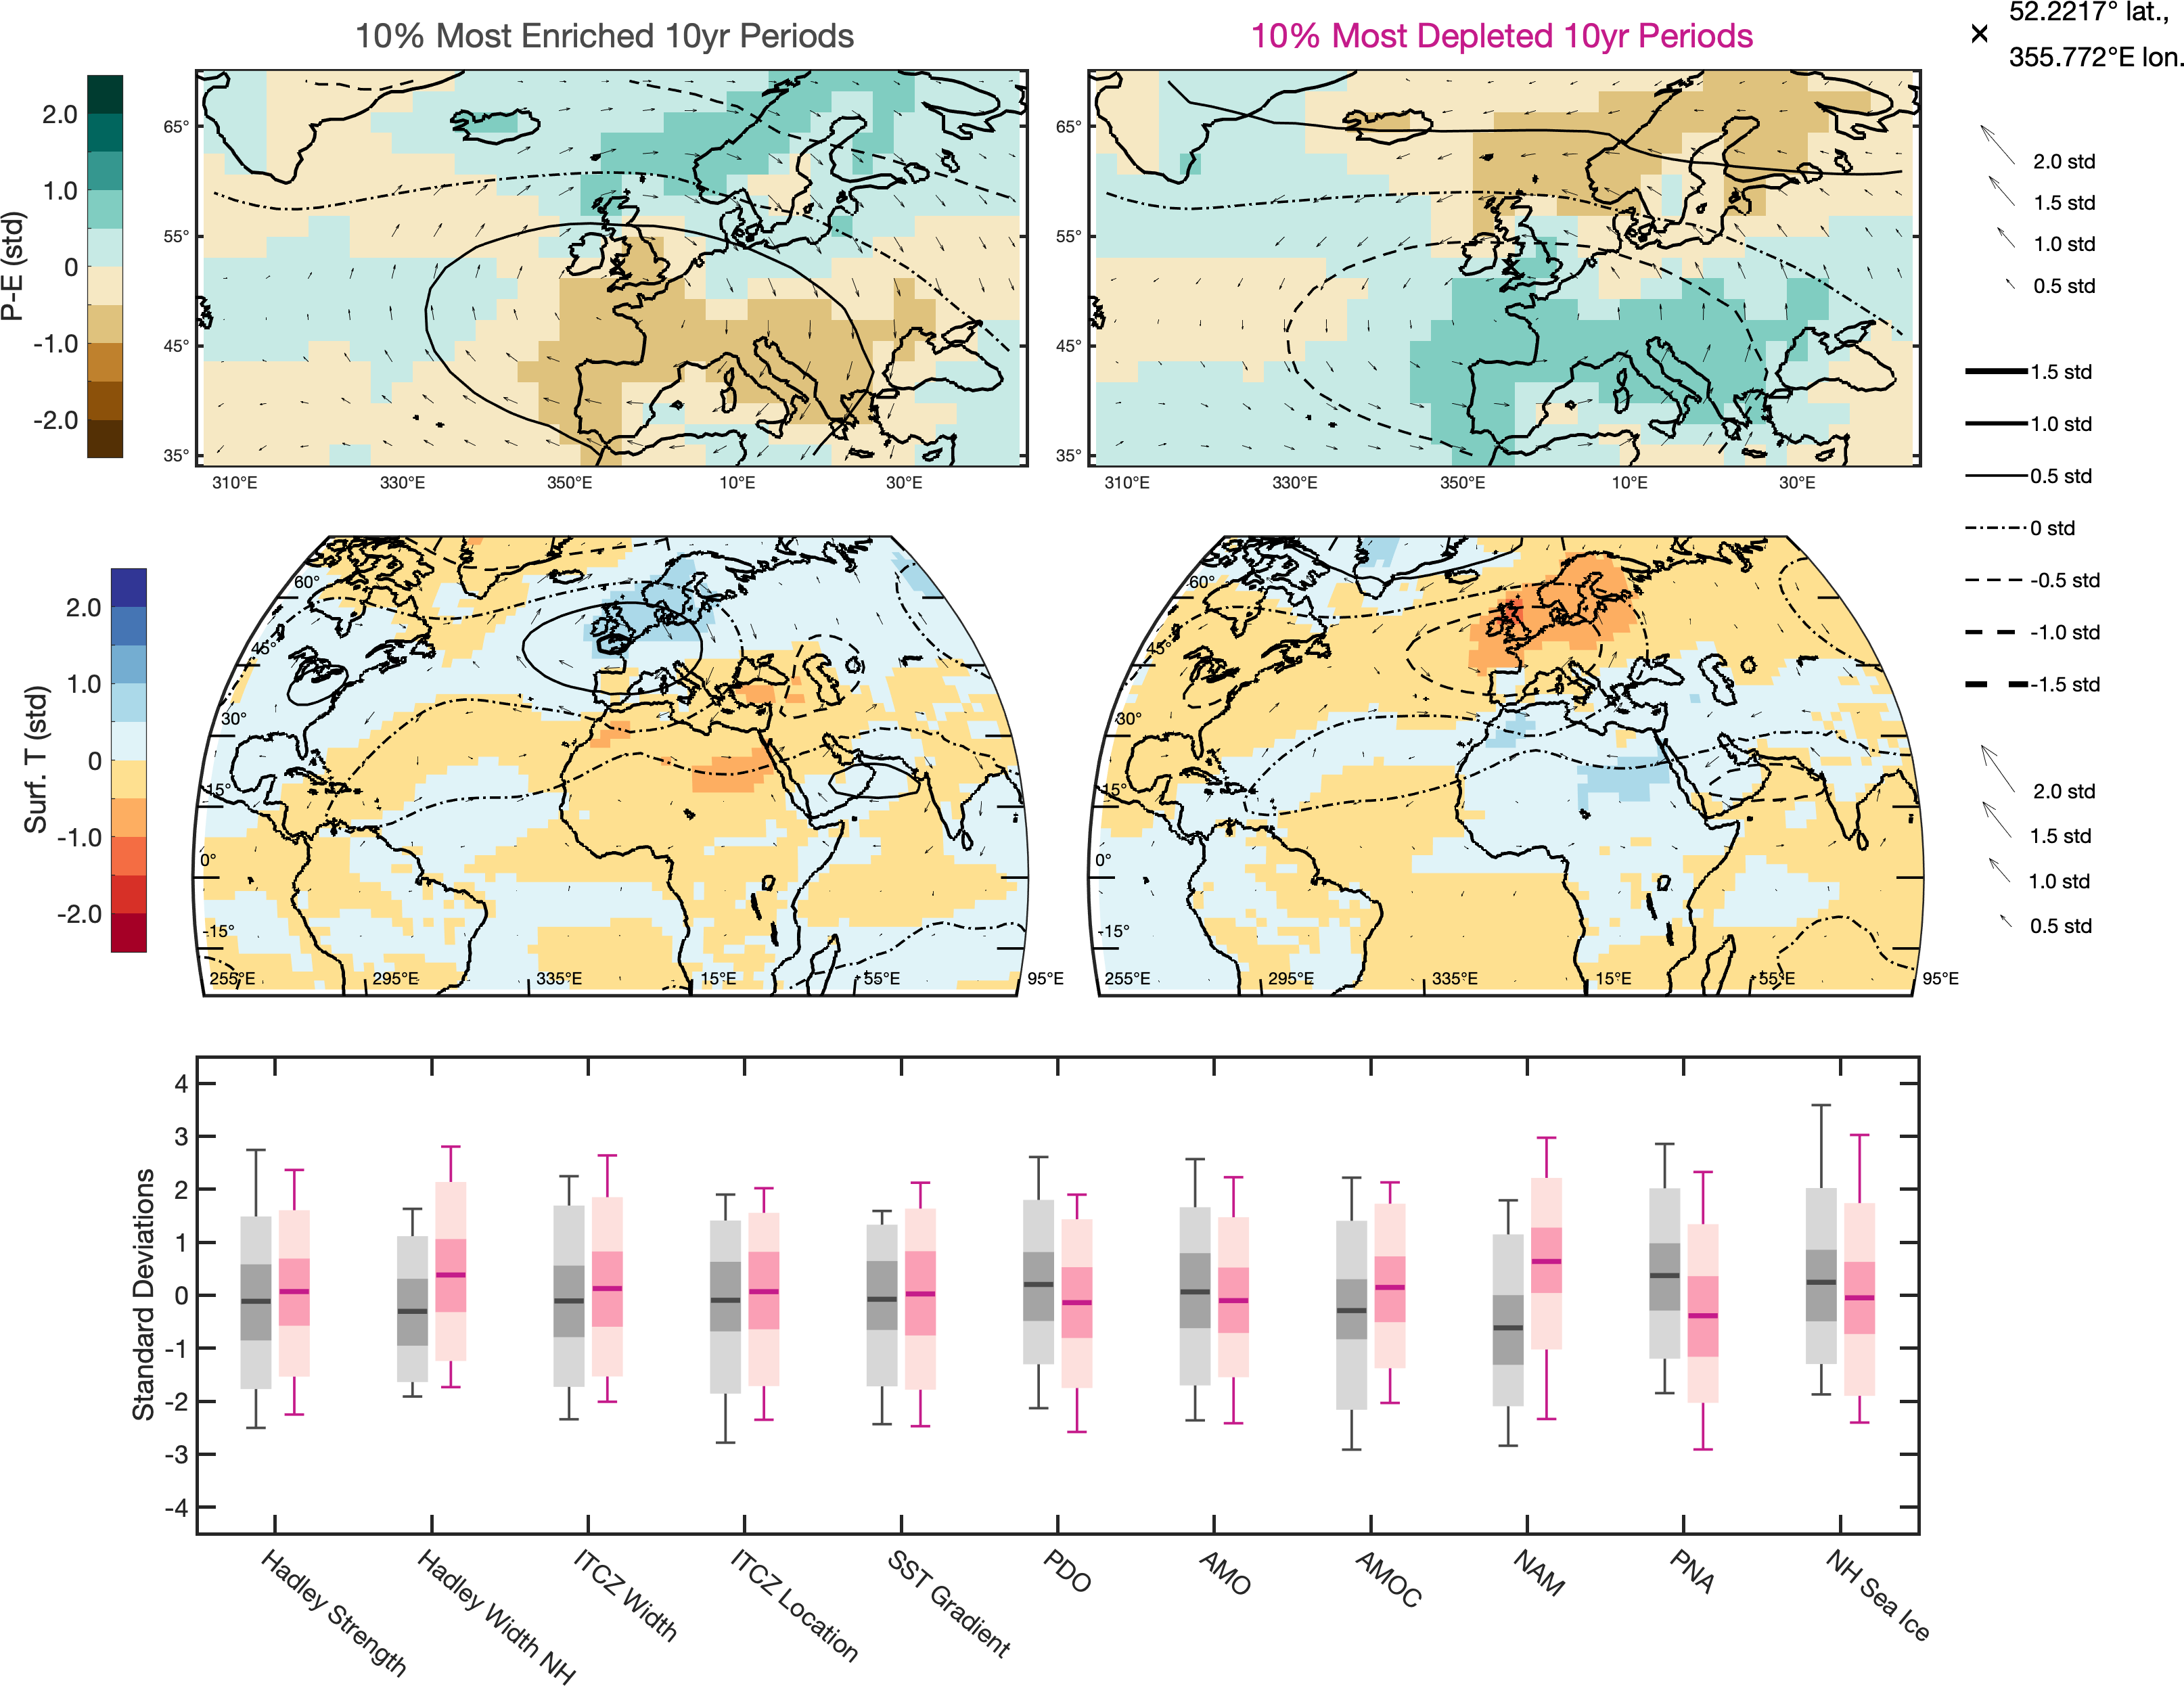 10% Most Enriched 10yr Periods
10% Most Depleted 10yr Periods
52.2217° lat.,
355.772°E lon.
P-E (std)
2.0
1.0
0
-1.0
-2.0
65°
55°
45°
35°
310°E
330°E
350°E
10°E
30°E
65°
55°
45°
35°
310°E
330°E
350°E
10°E
30°E
2.0 std
1.5 std
1.0 std
0.5 std
1.5 std
1.0 std
0.5 std
0 std
-0.5 std
-1.0 std
-1.5 std
Surf. T (std)
2.0
1.0
0
-1.0
-2.0
60°
45°
30°
15°
0°
-15°
255°E
295°E
335°E
15°E
55°E
95°E
60°
45°
30°
15°
0°
-15°
255°E
295°E
335°E
15°E
55°E
95°E
2.0 std
1.5 std
1.0 std
0.5 std
Standard Deviations
4
3
2
1
0
-1
-2
-3
-4
Hadley Strength
Hadley Width NH
ITCZ Width
ITCZ Location
SST Gradient
PDO
AMO
AMOC
NAM
PNA
NH Sea Ice